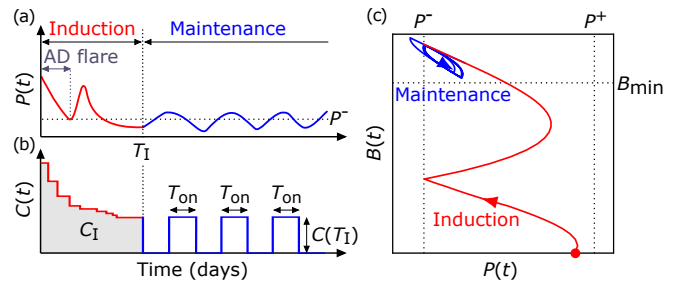 (a)
Induction
Maintenance
AD flare
P(t)
P⁻
T_I
(b)
C(t)
C_I
T_on
T_on
T_on
C(T_I)
Time (days)
(c)
P⁻
P⁺
B_min
Maintenance
B(t)
Induction
P(t)